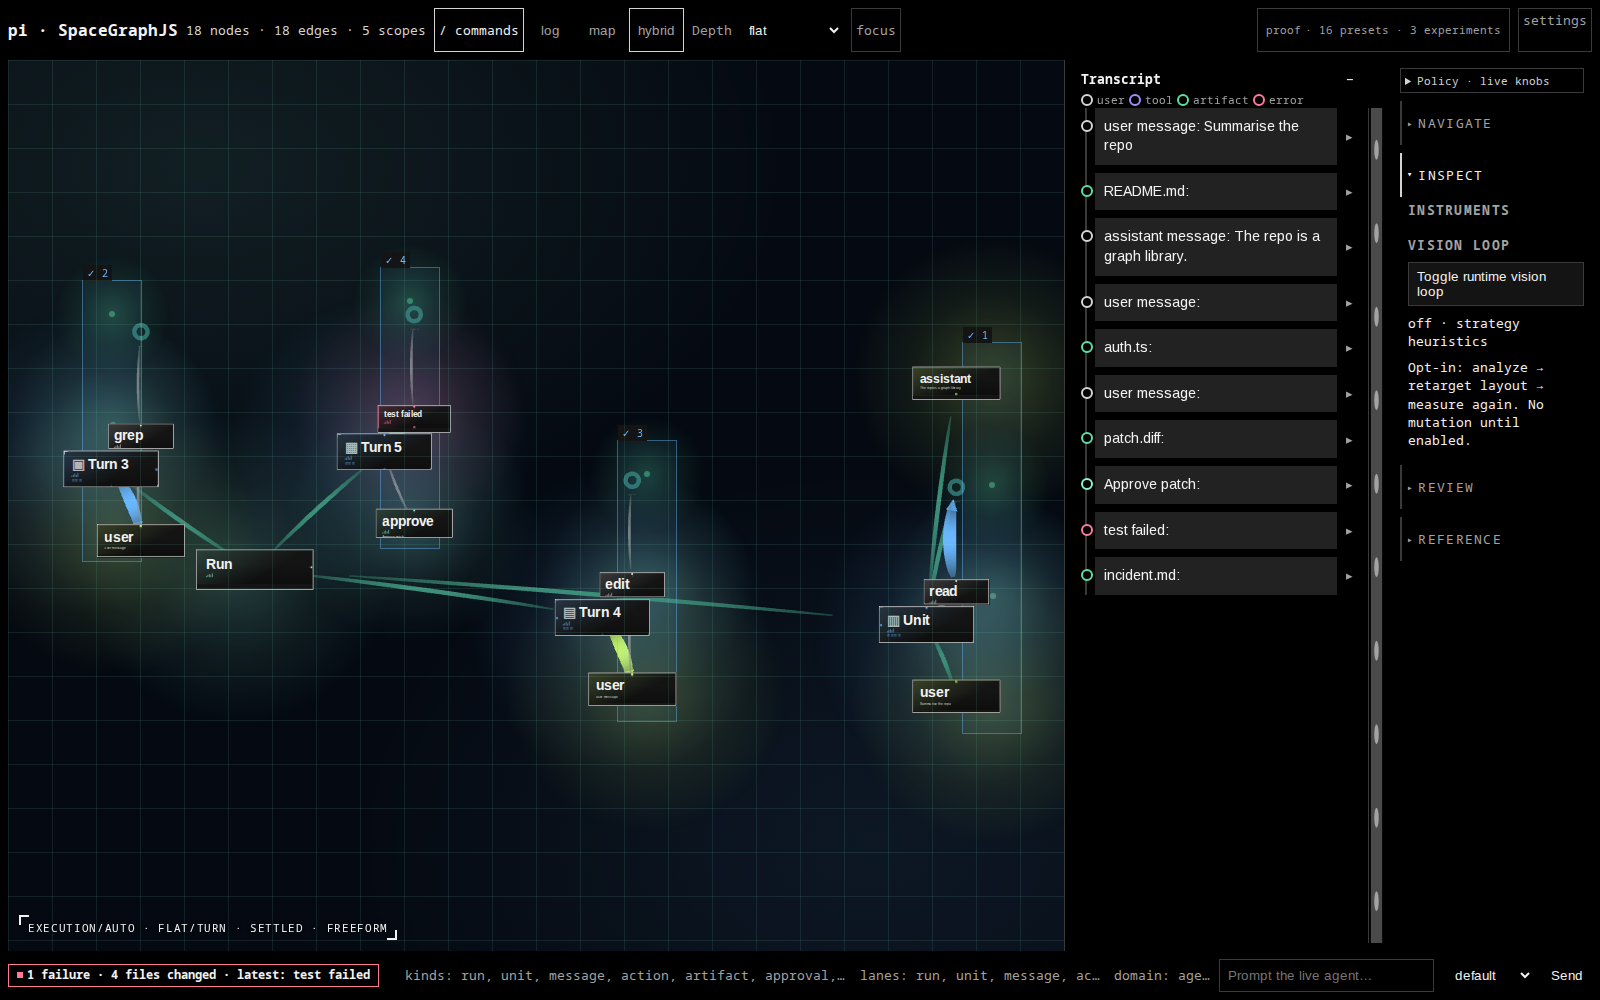 pi · SpaceGraphJS 18 nodes · 18 edges · 5 scopes / commands log map hybrid Depth flat focus proof · 16 presets · 3 experiments settings
✓ 2
grep
▣ Turn 3
user
✓ 4
test failed
▦ Turn 5
approve
Run
✓ 3
edit
▤ Turn 4
user
✓ 1
assistant
read
▥ Unit
user
EXECUTION/AUTO · FLAT/TURN · SETTLED · FREEFORM
Transcript –
user tool artifact error
user message: Summarise the
repo
README.md:
assistant message: The repo is a
graph library.
user message:
auth.ts:
user message:
patch.diff:
Approve patch:
test failed:
incident.md:
▶ Policy · live knobs
▸ NAVIGATE
▾ INSPECT
INSTRUMENTS
VISION LOOP
Toggle runtime vision
loop
off · strategy
heuristics
Opt-in: analyze →
retarget layout →
measure again. No
mutation until
enabled.
▸ REVIEW
▸ REFERENCE
1 failure · 4 files changed · latest: test failed
kinds: run, unit, message, action, artifact, approval,… lanes: run, unit, message, ac… domain: age… Prompt the live agent… default Send